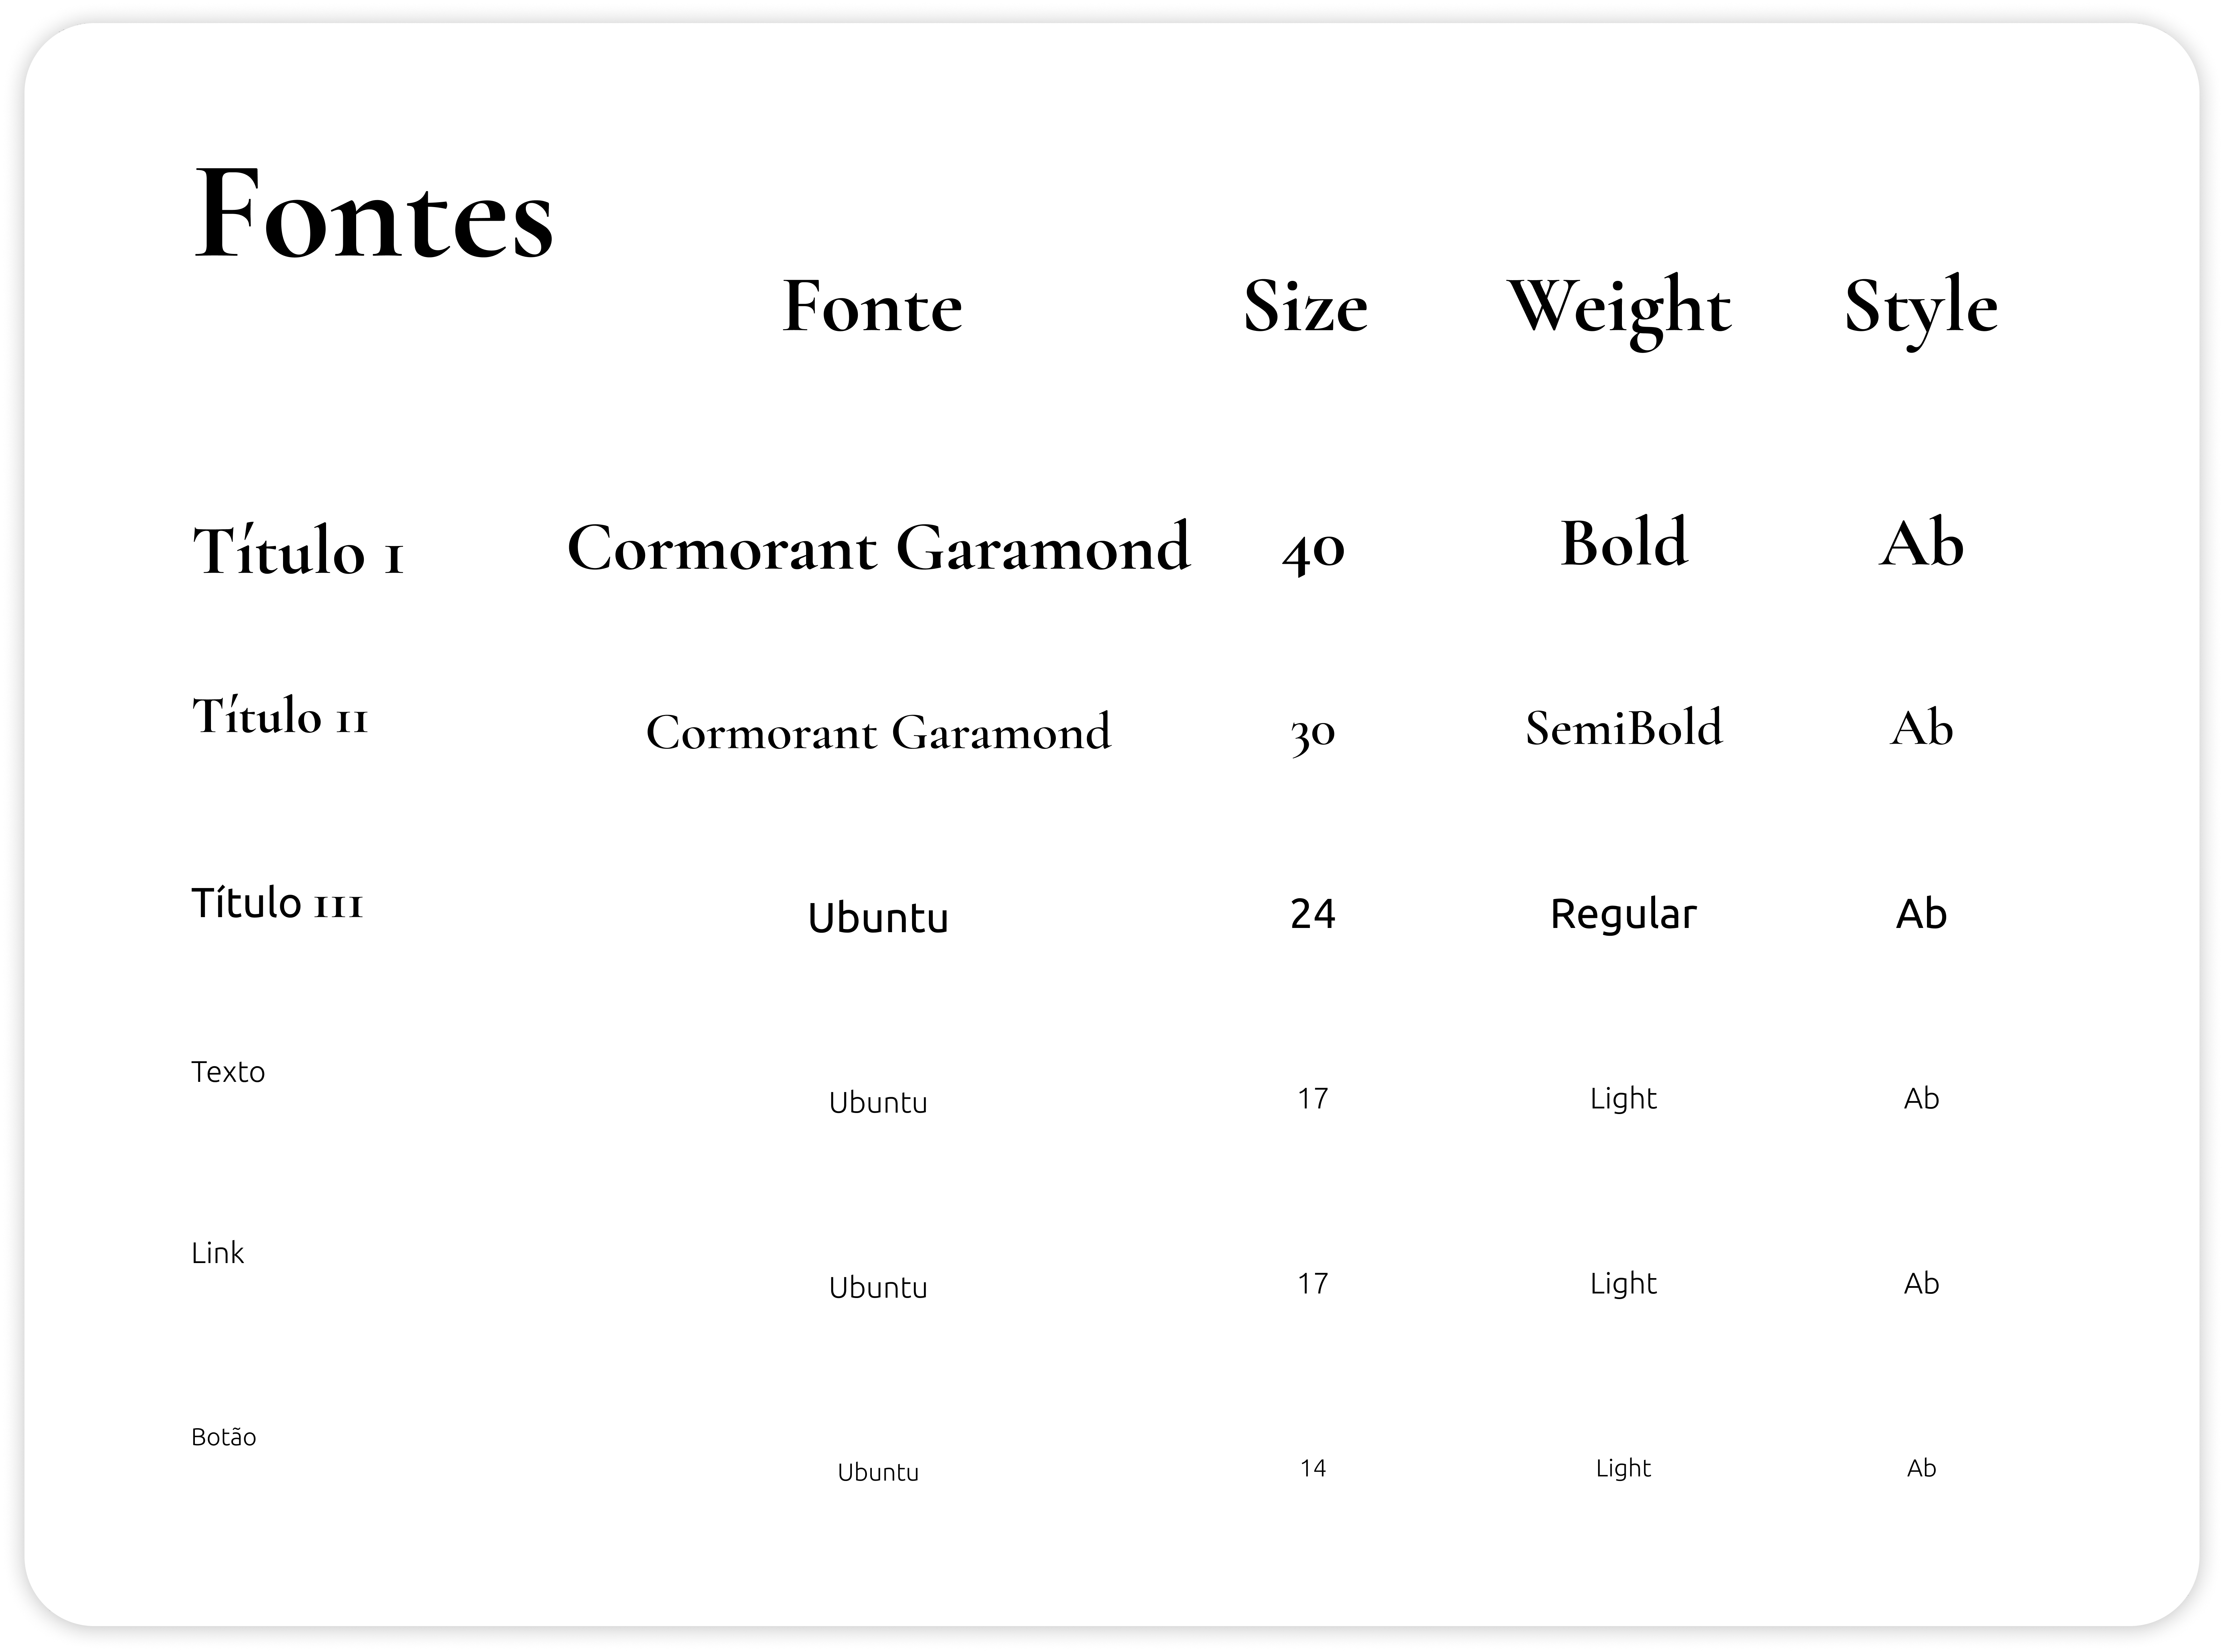 Fontes
Fonte Size Weight Style
Título 1 Cormorant Garamond 40 Bold Ab
Título 11 Cormorant Garamond 30 SemiBold Ab
Título 111 Ubuntu 24 Regular Ab
Texto Ubuntu 17 Light Ab
Link Ubuntu 17 Light Ab
Botão Ubuntu 14 Light Ab